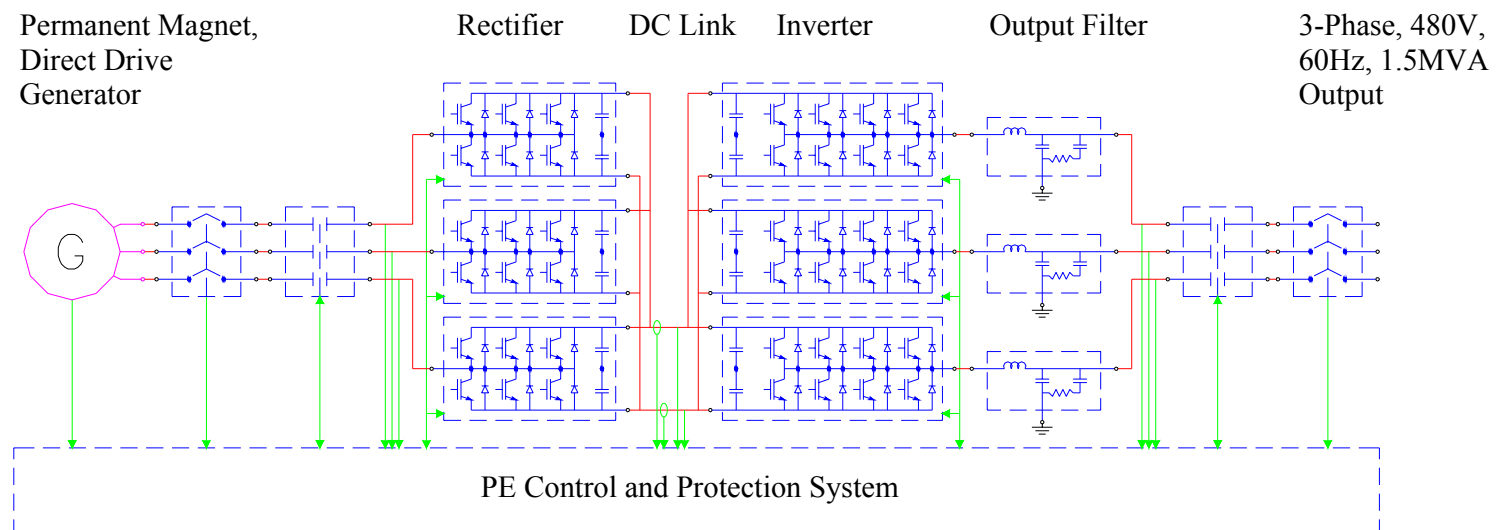 Permanent Magnet,
Direct Drive
Generator
Rectifier
DC Link
Inverter
Output Filter
3-Phase, 480V,
60Hz, 1.5MVA
Output
G
PE Control and Protection System